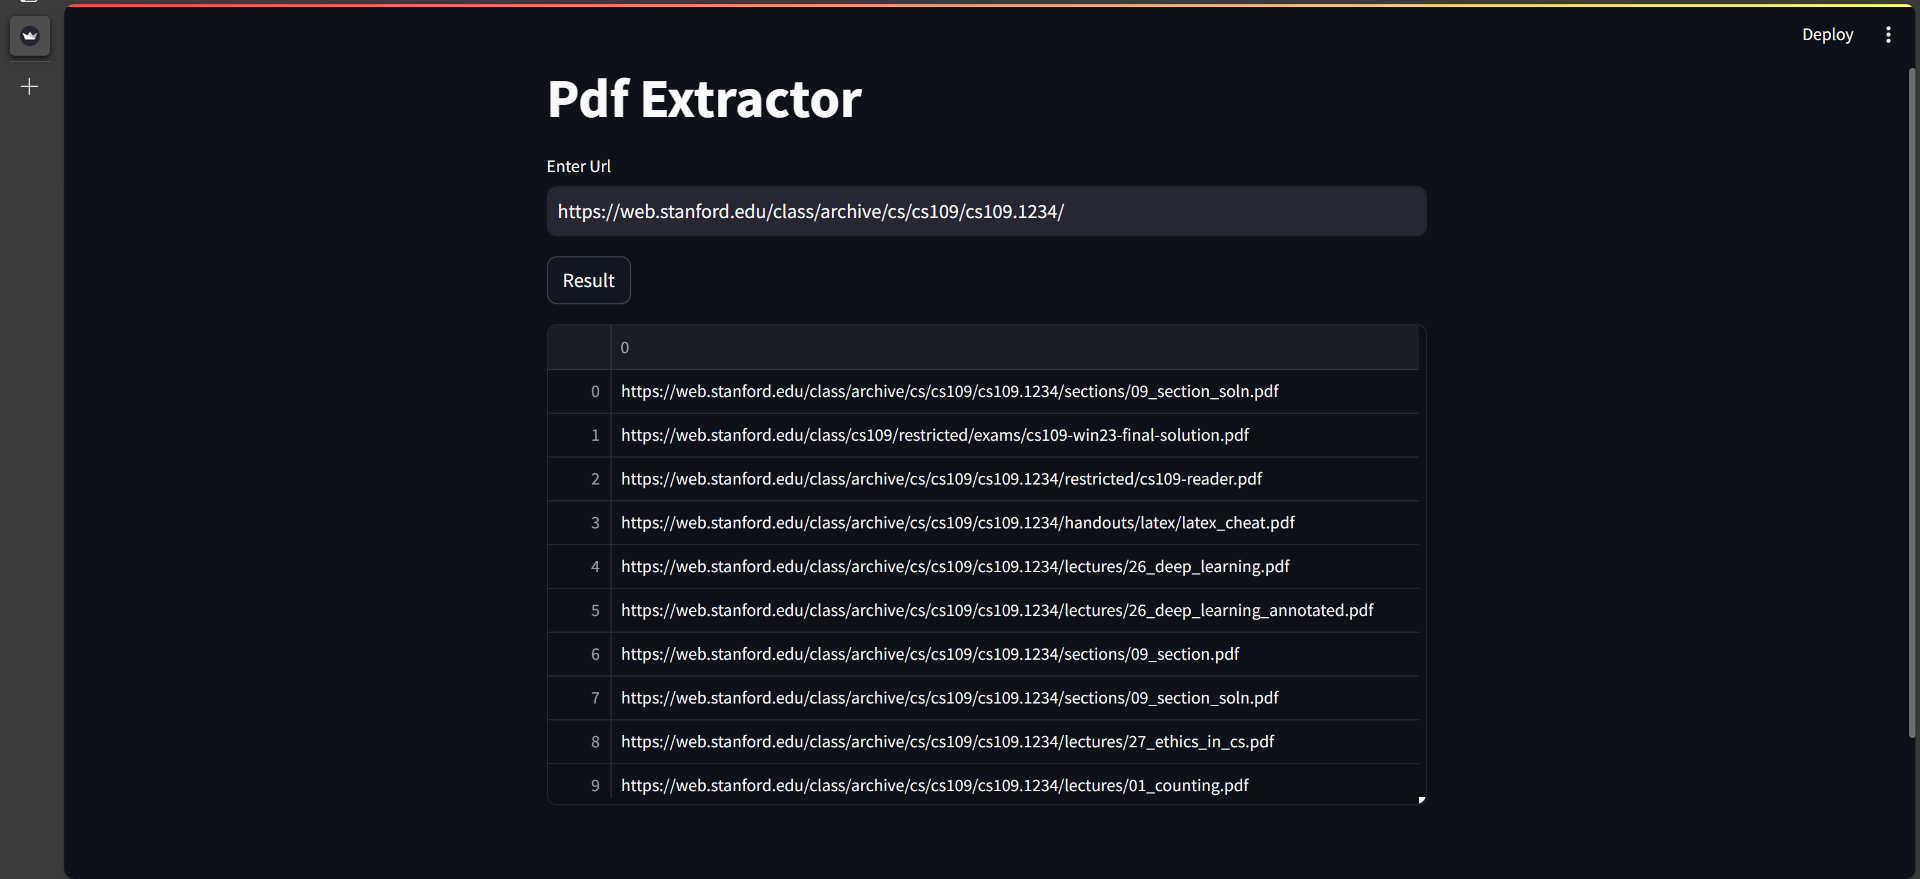 Deploy
Pdf Extractor
Enter Url
https://web.stanford.edu/class/archive/cs/cs109/cs109.1234/
Result
0
0 https://web.stanford.edu/class/archive/cs/cs109/cs109.1234/sections/09_section_soln.pdf
1 https://web.stanford.edu/class/cs109/restricted/exams/cs109-win23-final-solution.pdf
2 https://web.stanford.edu/class/archive/cs/cs109/cs109.1234/restricted/cs109-reader.pdf
3 https://web.stanford.edu/class/archive/cs/cs109/cs109.1234/handouts/latex/latex_cheat.pdf
4 https://web.stanford.edu/class/archive/cs/cs109/cs109.1234/lectures/26_deep_learning.pdf
5 https://web.stanford.edu/class/archive/cs/cs109/cs109.1234/lectures/26_deep_learning_annotated.pdf
6 https://web.stanford.edu/class/archive/cs/cs109/cs109.1234/sections/09_section.pdf
7 https://web.stanford.edu/class/archive/cs/cs109/cs109.1234/sections/09_section_soln.pdf
8 https://web.stanford.edu/class/archive/cs/cs109/cs109.1234/lectures/27_ethics_in_cs.pdf
9 https://web.stanford.edu/class/archive/cs/cs109/cs109.1234/lectures/01_counting.pdf